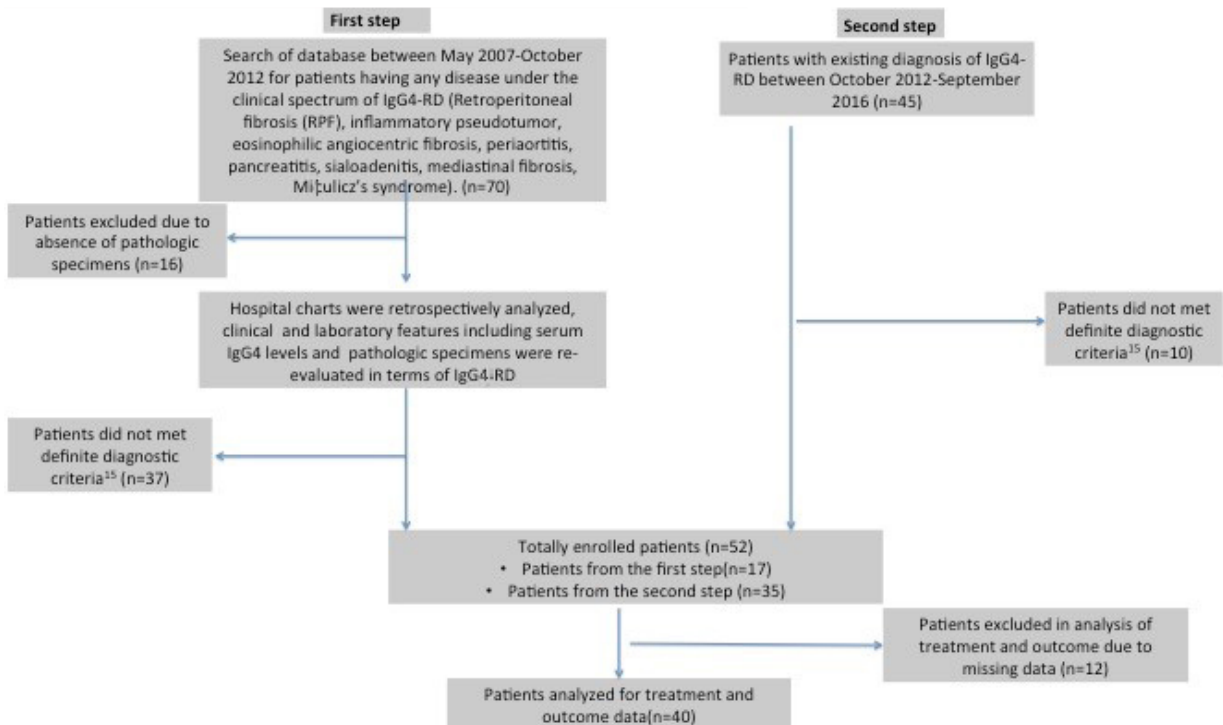 First step
Search of database between May 2007-October
2012 for patients having any disease under the
clinical spectrum of IgG4-RD (Retroperitoneal
fibrosis (RPF), inflammatory pseudotumor,
eosinophilic angiocentric fibrosis, periaortitis,
pancreatitis, sialoadenitis, mediastinal fibrosis,
Mikulicz's syndrome). (n=70)
Patients excluded due to
absence of pathologic
specimens (n=16)
Hospital charts were retrospectively analyzed,
clinical and laboratory features including serum
IgG4 levels and pathologic specimens were re-
evaluated in terms of IgG4-RD
Patients did not met
definite diagnostic
criteria¹⁵ (n=37)
Second step
Patients with existing diagnosis of IgG4-
RD between October 2012-September
2016 (n=45)
Patients did not met
definite diagnostic
criteria¹⁵ (n=10)
Totally enrolled patients (n=52)
• Patients from the first step(n=17)
• Patients from the second step (n=35)
Patients excluded in analysis of
treatment and outcome due to
missing data (n=12)
Patients analyzed for treatment and
outcome data(n=40)